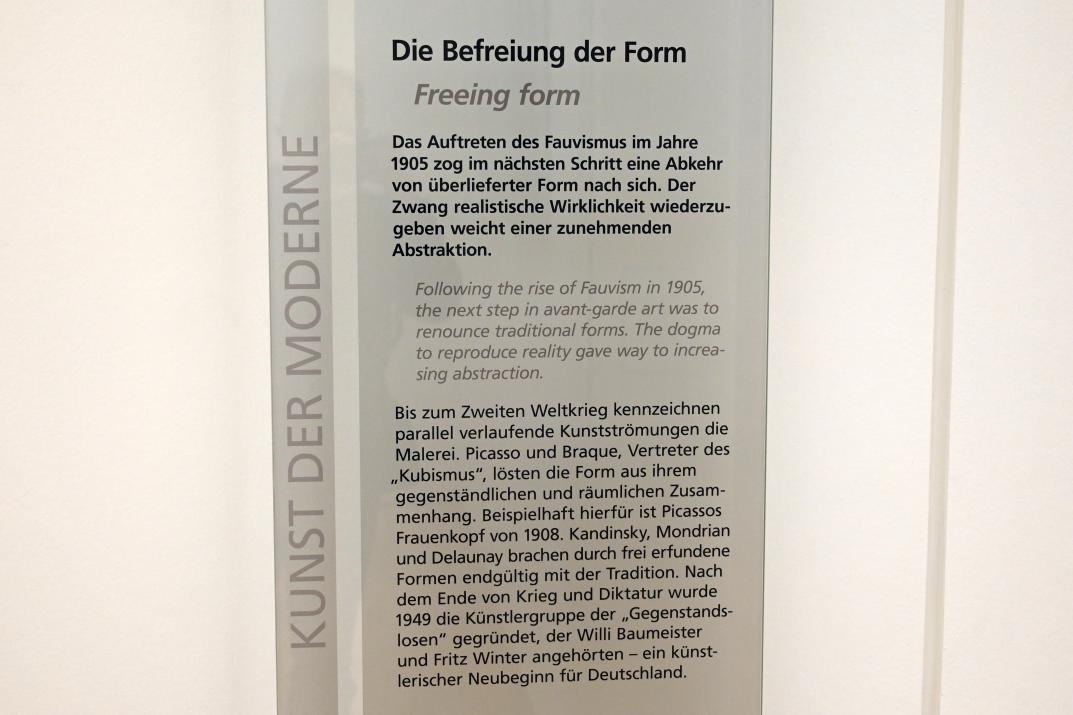 KUNST DER MODERNE
Die Befreiung der Form
Freeing form
Das Auftreten des Fauvismus im Jahre
1905 zog im nächsten Schritt eine Abkehr
von überlieferter Form nach sich. Der
Zwang realistische Wirklichkeit wiederzu-
geben weicht einer zunehmenden
Abstraktion.
Following the rise of Fauvism in 1905,
the next step in avant-garde art was to
renounce traditional forms. The dogma
to reproduce reality gave way to increa-
sing abstraction.
Bis zum Zweiten Weltkrieg kennzeichnen
parallel verlaufende Kunstströmungen die
Malerei. Picasso und Braque, Vertreter des
„Kubismus“, lösten die Form aus ihrem
gegenständlichen und räumlichen Zusam-
menhang. Beispielhaft hierfür ist Picassos
Frauenkopf von 1908. Kandinsky, Mondrian
und Delaunay brachen durch frei erfundene
Formen endgültig mit der Tradition. Nach
dem Ende von Krieg und Diktatur wurde
1949 die Künstlergruppe der „Gegenstands-
losen“ gegründet, der Willi Baumeister
und Fritz Winter angehörten – ein künst-
lerischer Neubeginn für Deutschland.